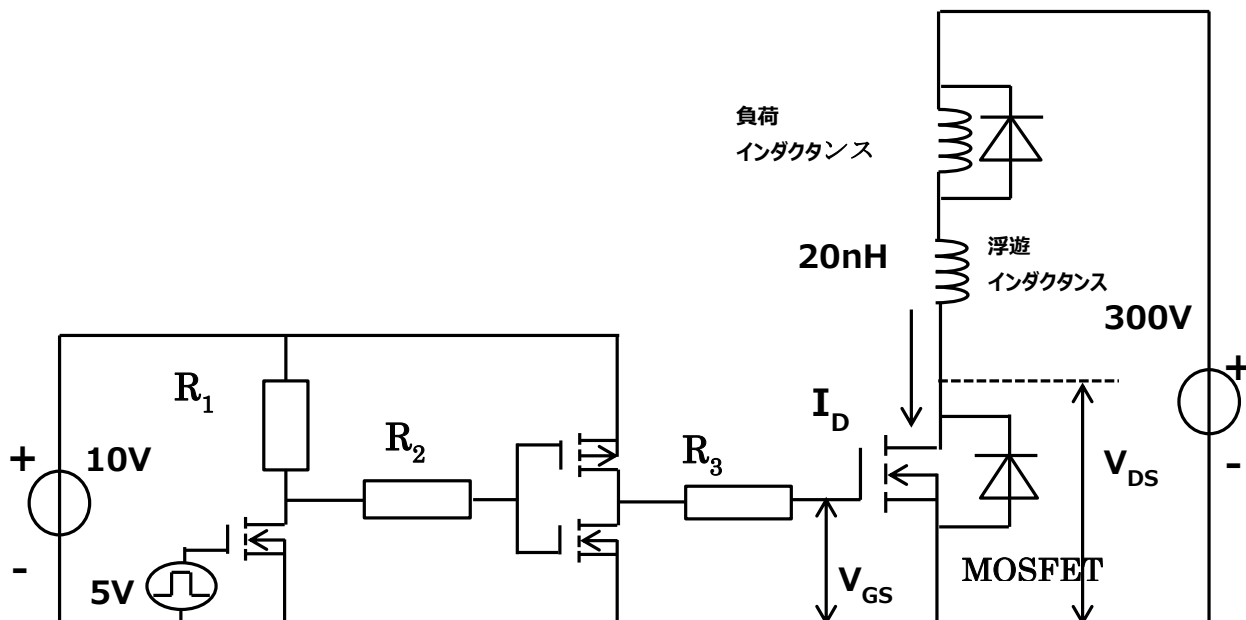 負荷
インダクタンス
20nH
浮遊
インダクタンス
300V
+
-
R1
R2
R3
ID
+
10V
-
5V
VGS
VDS
MOSFET